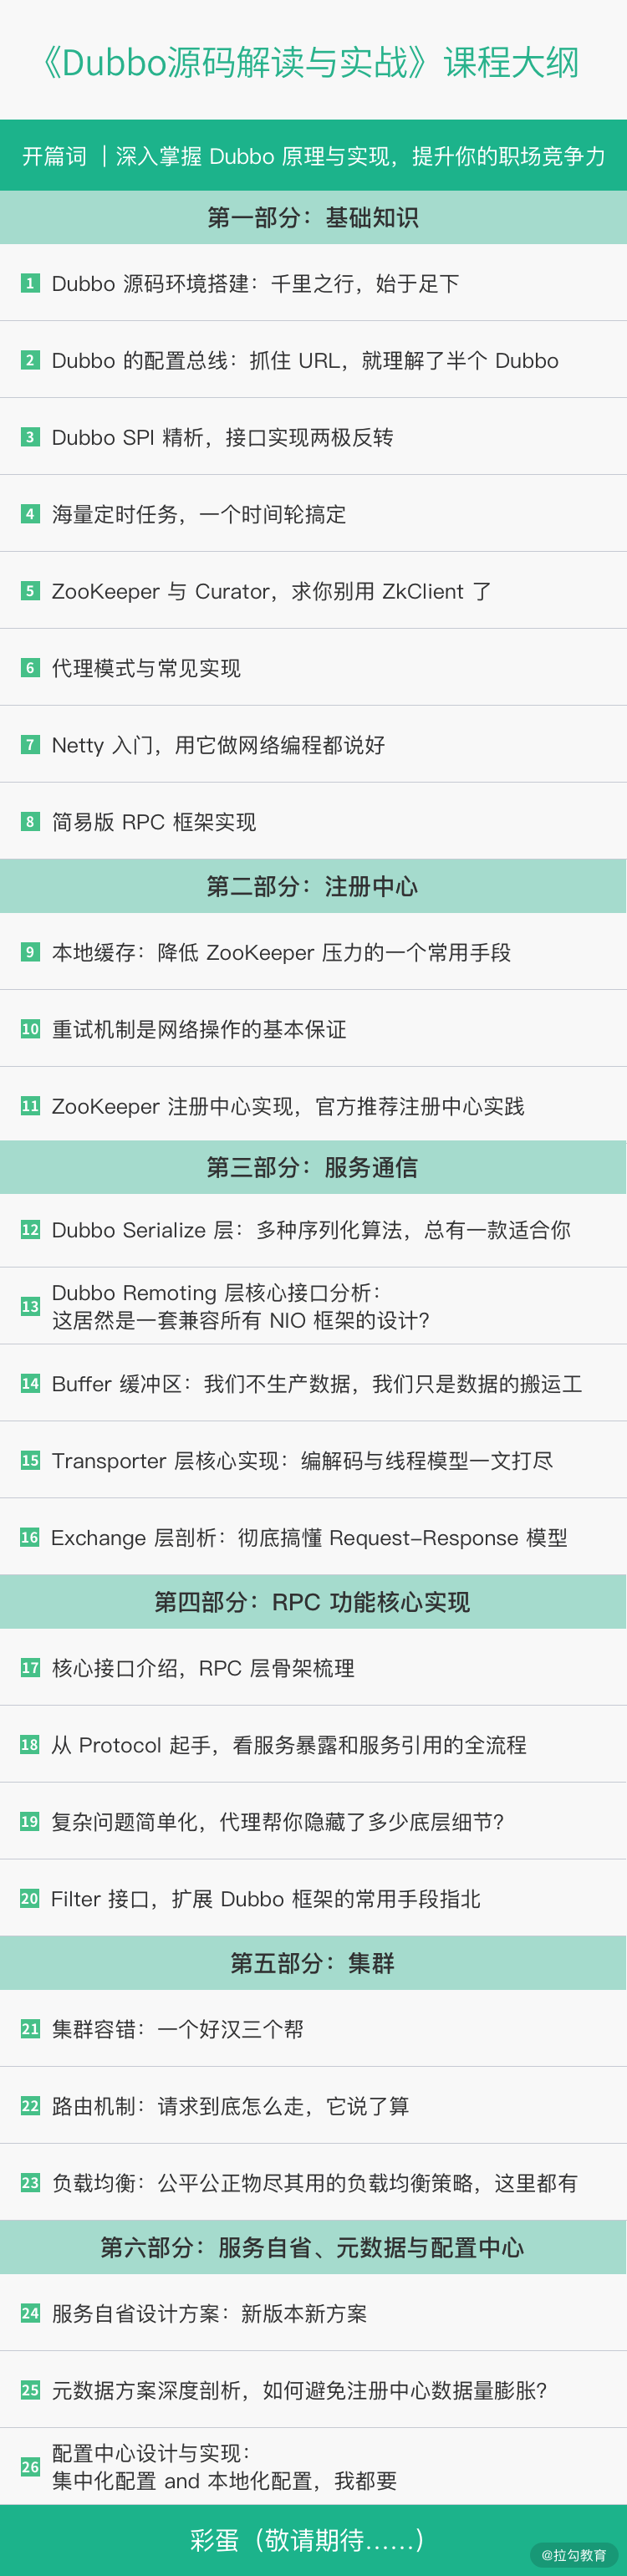 《Dubbo源码解读与实战》课程大纲
开篇词 | 深入掌握 Dubbo 原理与实现，提升你的职场竞争力
第一部分：基础知识
1 Dubbo 源码环境搭建：千里之行，始于足下
2 Dubbo 的配置总线：抓住 URL，就理解了半个 Dubbo
3 Dubbo SPI 精析，接口实现两极反转
4 海量定时任务，一个时间轮搞定
5 ZooKeeper 与 Curator，求你别用 ZkClient 了
6 代理模式与常见实现
7 Netty 入门，用它做网络编程都说好
8 简易版 RPC 框架实现
第二部分：注册中心
9 本地缓存：降低 ZooKeeper 压力的一个常用手段
10 重试机制是网络操作的基本保证
11 ZooKeeper 注册中心实现，官方推荐注册中心实践
第三部分：服务通信
12 Dubbo Serialize 层：多种序列化算法，总有一款适合你
13 Dubbo Remoting 层核心接口分析：
这居然是一套兼容所有 NIO 框架的设计?
14 Buffer 缓冲区：我们不生产数据，我们只是数据的搬运工
15 Transporter 层核心实现：编解码与线程模型一文打尽
16 Exchange 层剖析：彻底搞懂 Request-Response 模型
第四部分：RPC 功能核心实现
17 核心接口介绍，RPC 层骨架梳理
18 从 Protocol 起手，看服务暴露和服务引用的全流程
19 复杂问题简单化，代理帮你隐藏了多少底层细节?
20 Filter 接口，扩展 Dubbo 框架的常用手段指北
第五部分：集群
21 集群容错：一个好汉三个帮
22 路由机制：请求到底怎么走，它说了算
23 负载均衡：公平公正物尽其用的负载均衡策略，这里都有
第六部分：服务自省、元数据与配置中心
24 服务自省设计方案：新版本新方案
25 元数据方案深度剖析，如何避免注册中心数据量膨胀?
26 配置中心设计与实现：
集中化配置 and 本地化配置，我都要
彩蛋（敬请期待……）
@拉勾教育